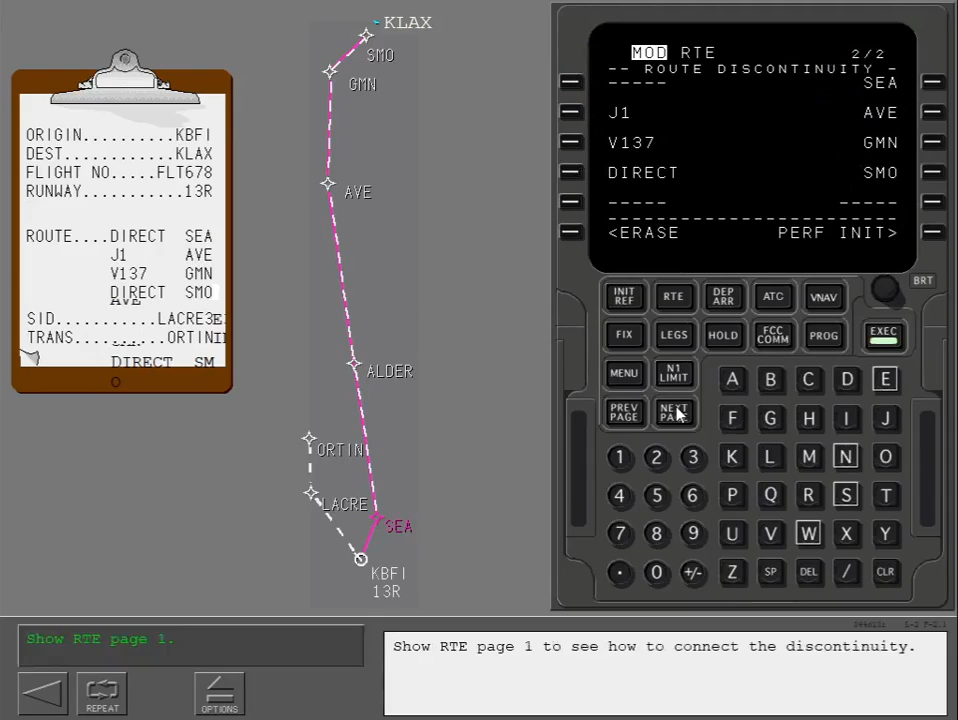 ORIGIN..........KBFI
DEST............KLAX
FLIGHT NO.....FLT678
RUNWAY...........13R
ROUTE....DIRECT SEA
J1 AVE
V137 GMN
DIRECT SMO
AVE
SID..........LACRE3
TRANS.........ORTIN
DIRECT SM
O
KLAX
SMO
GMN
AVE
ALDER
ORTIN
LACRE
SEA
KBFI
13R
MOD RTE 2/2
-- ROUTE DISCONTINUITY -
----- SEA
J1 AVE
V137 GMN
DIRECT SMO
----- -----
------------------------
<ERASE PERF INIT>
BRT
INIT REF RTE DEP ARR ATC VNAV
FIX LEGS HOLD FCC COMM PROG EXEC
MENU N1 LIMIT
PREV PAGE NEXT PAGE
A B C D E
F G H I J
1 2 3 K L M N O
4 5 6 P Q R S T
7 8 9 U V W X Y
. 0 +/- Z SP DEL / CLR
Show RTE page 1.
Show RTE page 1 to see how to connect the discontinuity.
REPEAT
OPTIONS